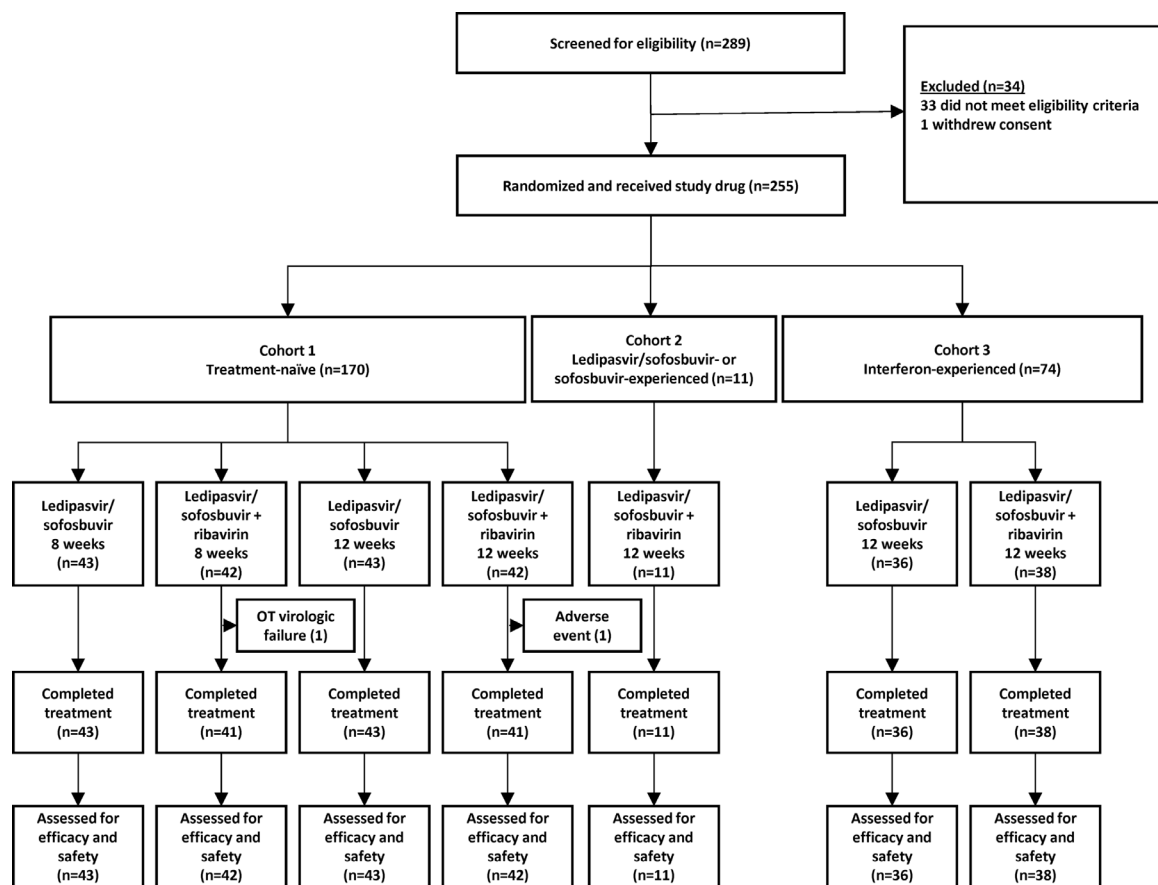 Screened for eligibility (n=289)
Excluded (n=34)
33 did not meet eligibility criteria
1 withdrew consent
Randomized and received study drug (n=255)
Cohort 1
Treatment-naïve (n=170)
Cohort 2
Ledipasvir/sofosbuvir- or
sofosbuvir-experienced (n=11)
Cohort 3
Interferon-experienced (n=74)
Ledipasvir/
sofosbuvir
8 weeks
(n=43)
Ledipasvir/
sofosbuvir +
ribavirin
8 weeks
(n=42)
Ledipasvir/
sofosbuvir
12 weeks
(n=43)
Ledipasvir/
sofosbuvir +
ribavirin
12 weeks
(n=42)
Ledipasvir/
sofosbuvir +
ribavirin
12 weeks
(n=11)
Ledipasvir/
sofosbuvir
12 weeks
(n=36)
Ledipasvir/
sofosbuvir +
ribavirin
12 weeks
(n=38)
OT virologic
failure (1)
Adverse
event (1)
Completed
treatment
(n=43)
Completed
treatment
(n=41)
Completed
treatment
(n=43)
Completed
treatment
(n=41)
Completed
treatment
(n=11)
Completed
treatment
(n=36)
Completed
treatment
(n=38)
Assessed for
efficacy and
safety
(n=43)
Assessed for
efficacy and
safety
(n=42)
Assessed for
efficacy and
safety
(n=43)
Assessed for
efficacy and
safety
(n=42)
Assessed for
efficacy and
safety
(n=11)
Assessed for
efficacy and
safety
(n=36)
Assessed for
efficacy and
safety
(n=38)